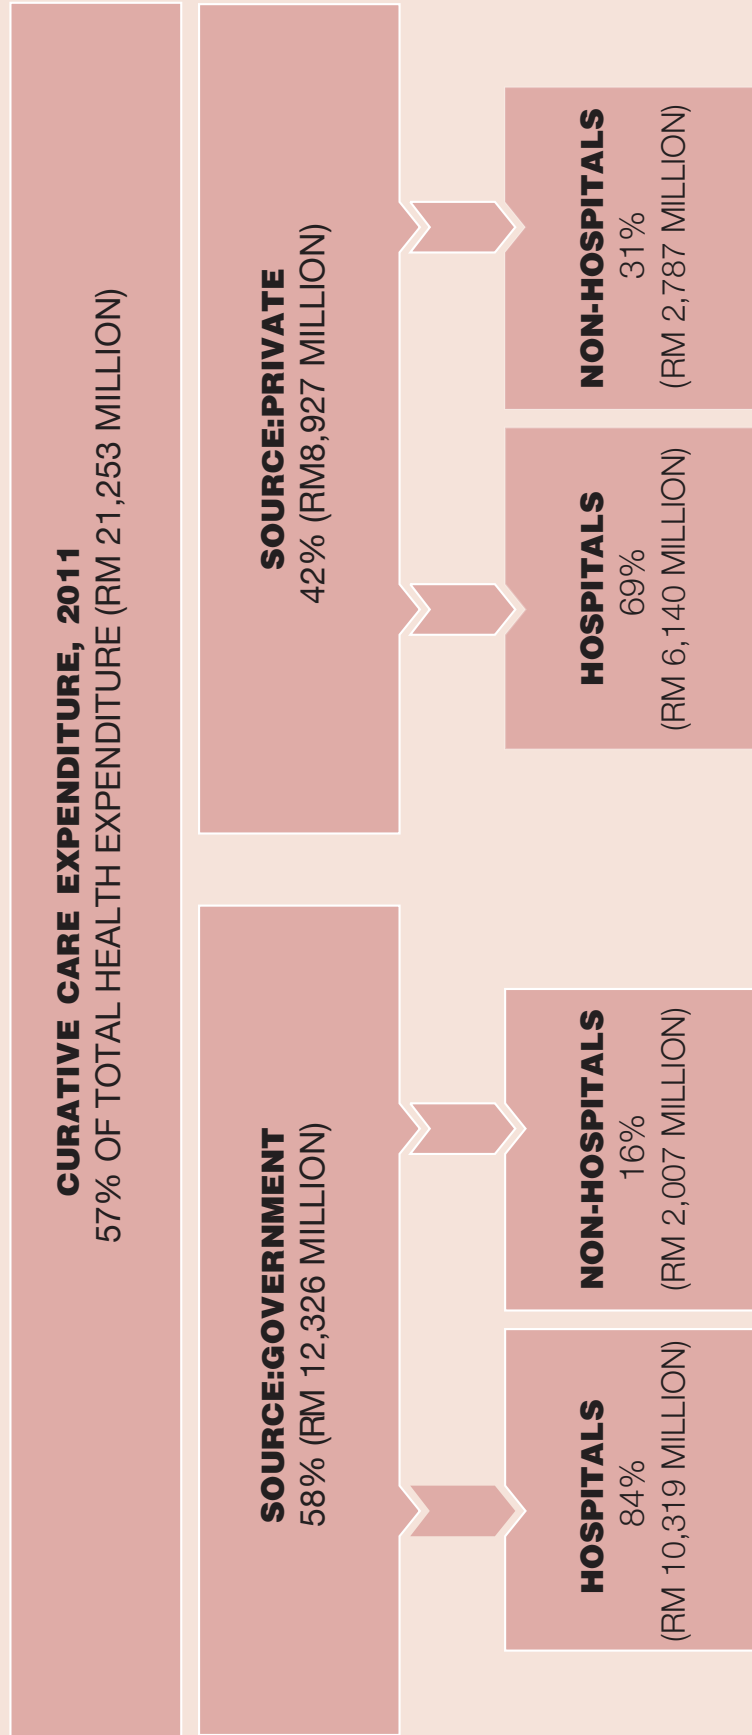 CURATIVE CARE EXPENDITURE, 2011
57% OF TOTAL HEALTH EXPENDITURE (RM 21,253 MILLION)
SOURCE:GOVERNMENT
58% (RM 12,326 MILLION)
SOURCE:PRIVATE
42% (RM8,927 MILLION)
HOSPITALS
84%
(RM 10,319 MILLION)
NON-HOSPITALS
16%
(RM 2,007 MILLION)
HOSPITALS
69%
(RM 6,140 MILLION)
NON-HOSPITALS
31%
(RM 2,787 MILLION)